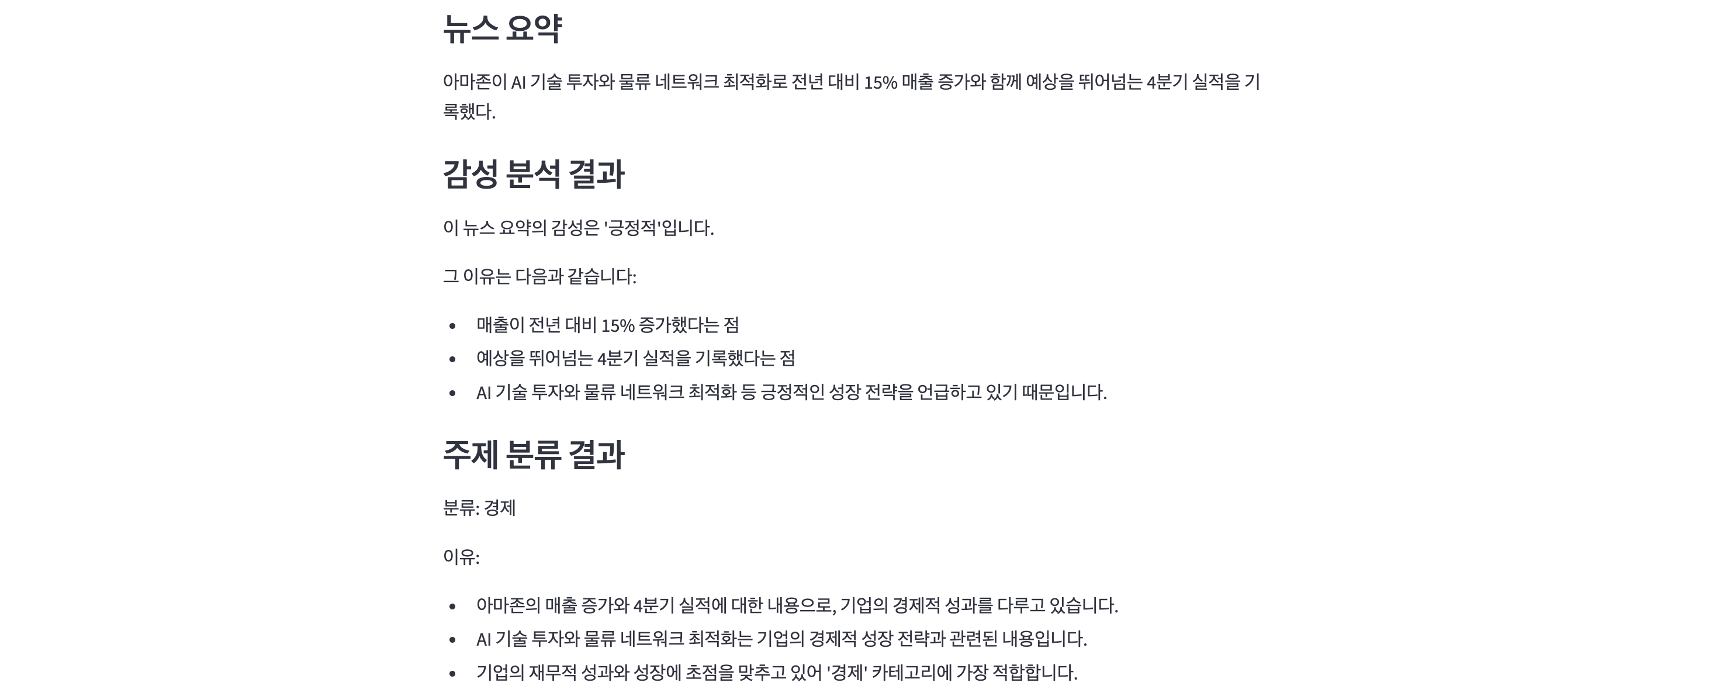 뉴스 요약
아마존이 AI 기술 투자와 물류 네트워크 최적화로 전년 대비 15% 매출 증가와 함께 예상을 뛰어넘는 4분기 실적을 기
록했다.
감성 분석 결과
이 뉴스 요약의 감성은 '긍정적'입니다.
그 이유는 다음과 같습니다:
• 매출이 전년 대비 15% 증가했다는 점
• 예상을 뛰어넘는 4분기 실적을 기록했다는 점
• AI 기술 투자와 물류 네트워크 최적화 등 긍정적인 성장 전략을 언급하고 있기 때문입니다.
주제 분류 결과
분류: 경제
이유:
• 아마존의 매출 증가와 4분기 실적에 대한 내용으로, 기업의 경제적 성과를 다루고 있습니다.
• AI 기술 투자와 물류 네트워크 최적화는 기업의 경제적 성장 전략과 관련된 내용입니다.
• 기업의 재무적 성과와 성장에 초점을 맞추고 있어 '경제' 카테고리에 가장 적합합니다.